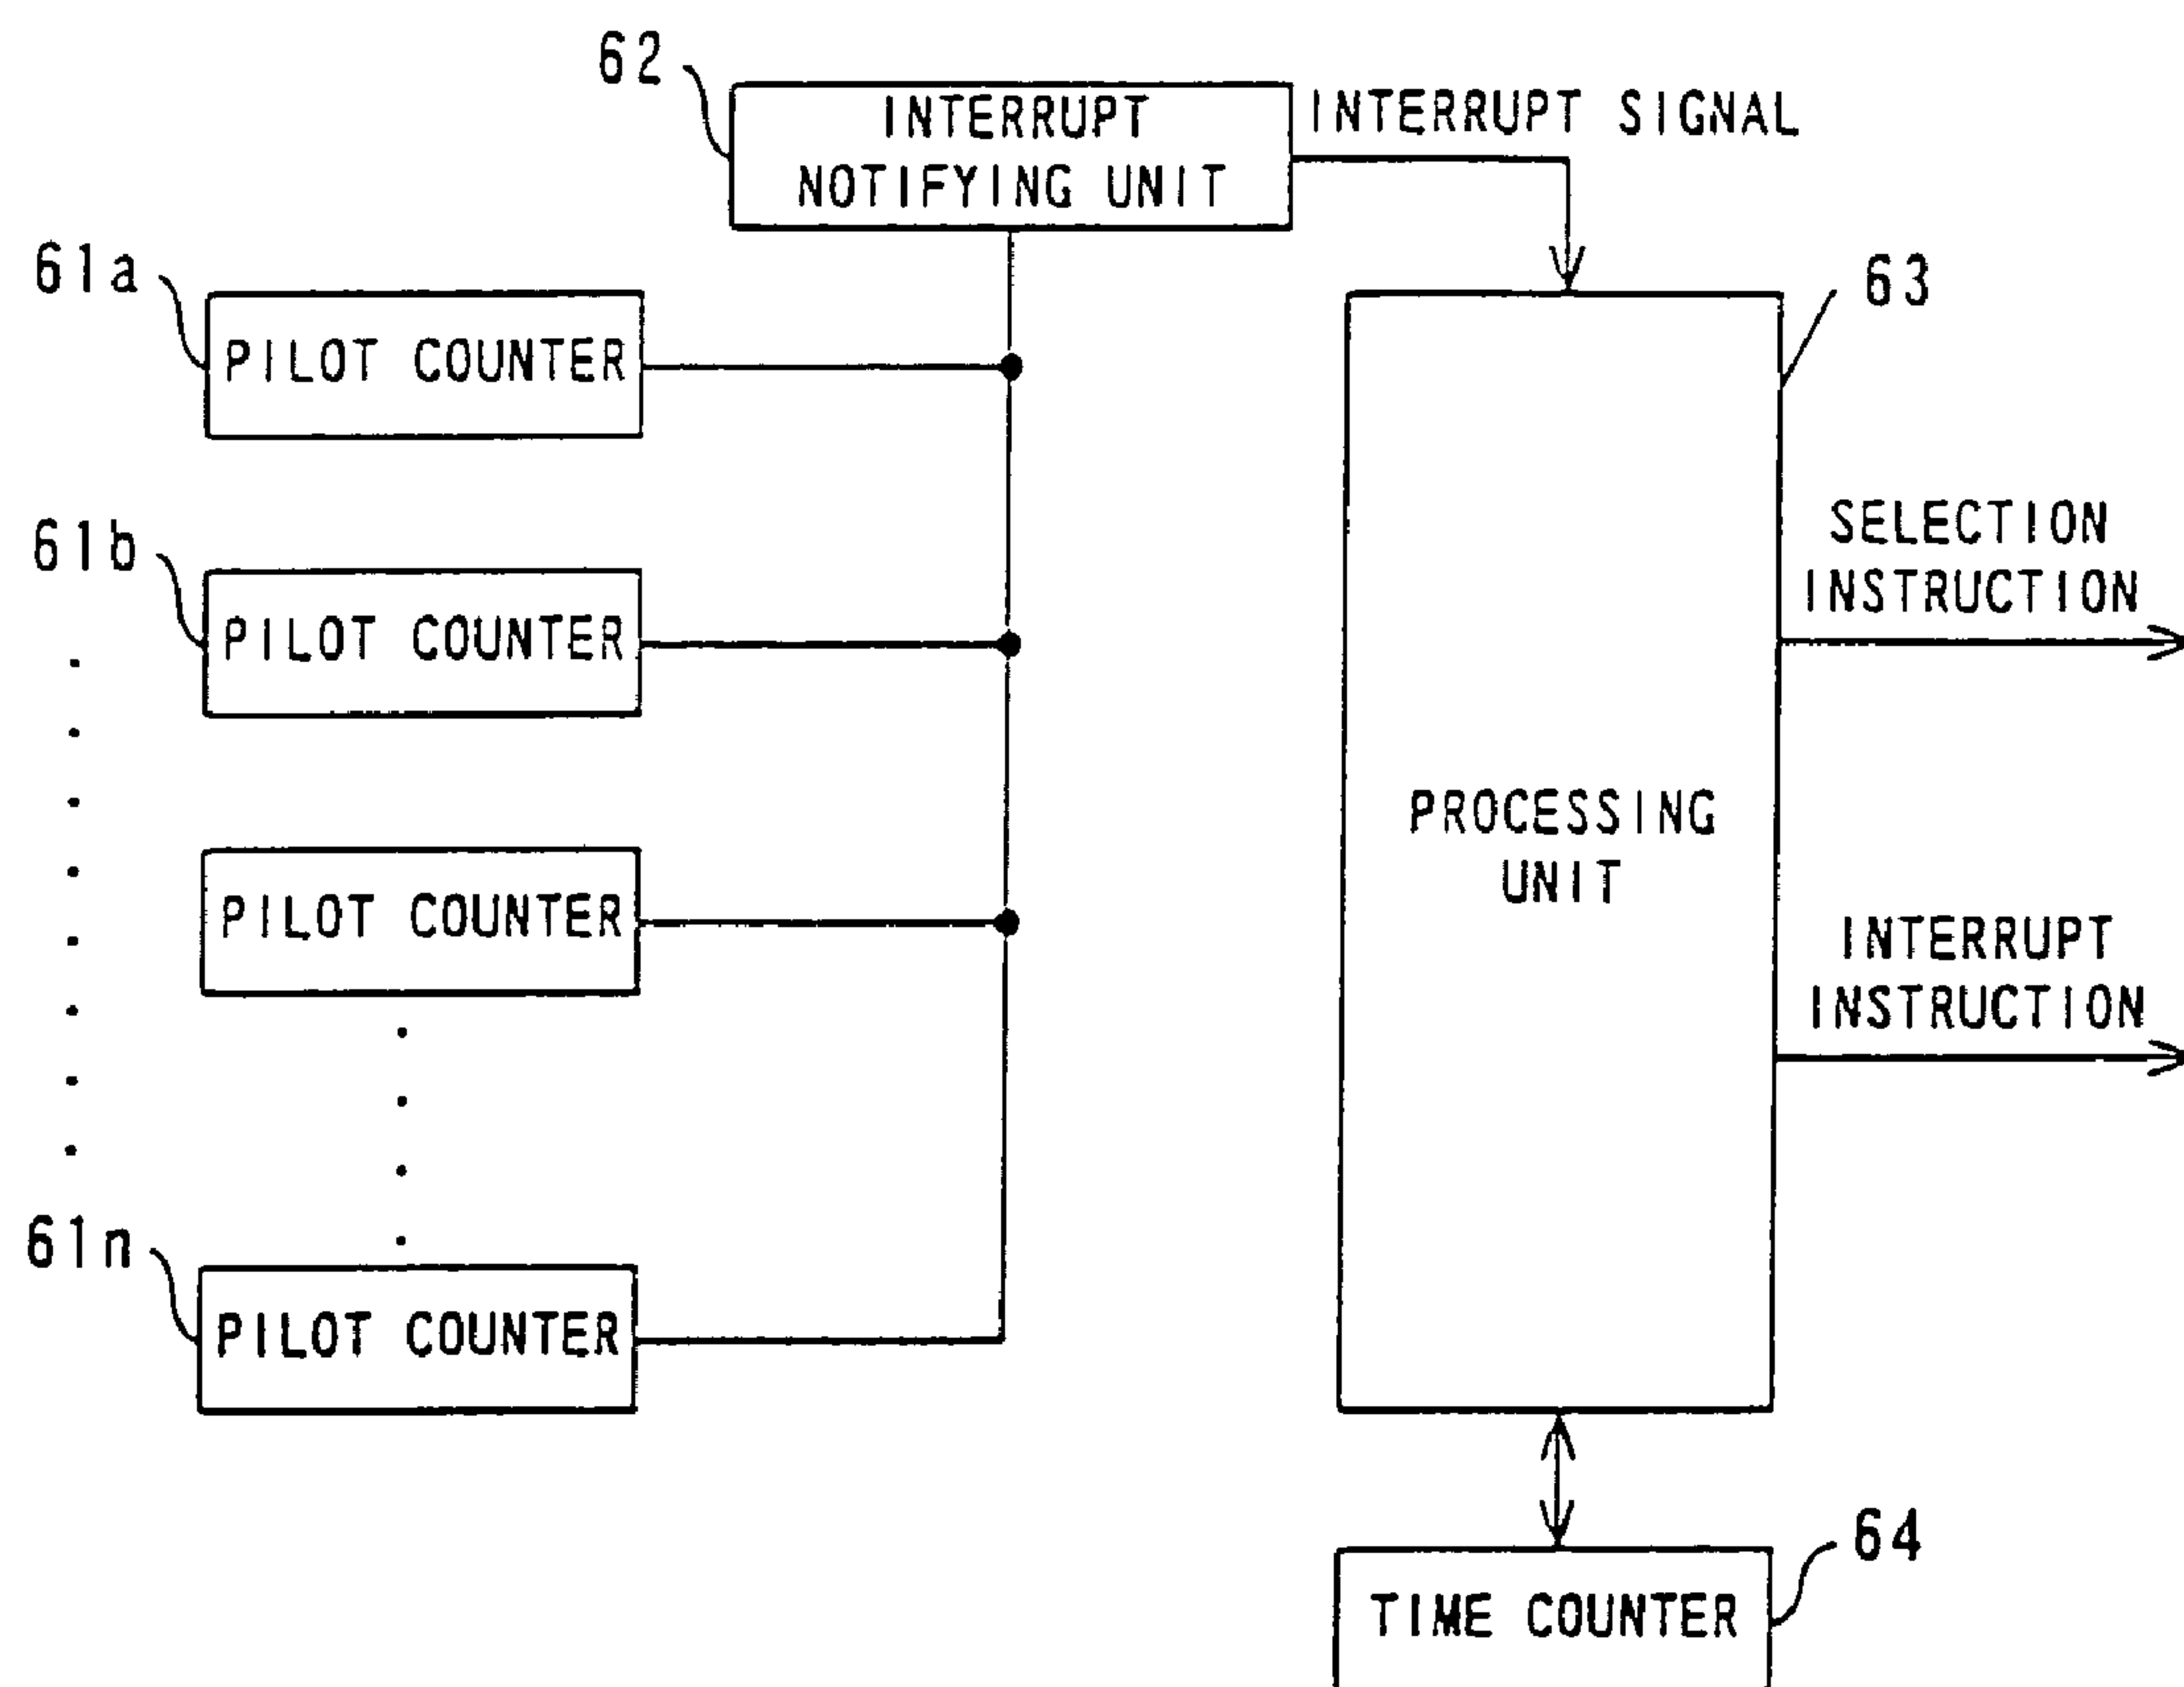 62
INTERRUPT
NOTIFYING UNIT
INTERRUPT SIGNAL
61a
PILOT COUNTER
63
61b
PILOT COUNTER
SELECTION
INSTRUCTION
PROCESSING
UNIT
PILOT COUNTER
INTERRUPT
INSTRUCTION
61n
PILOT COUNTER
64
TIME COUNTER